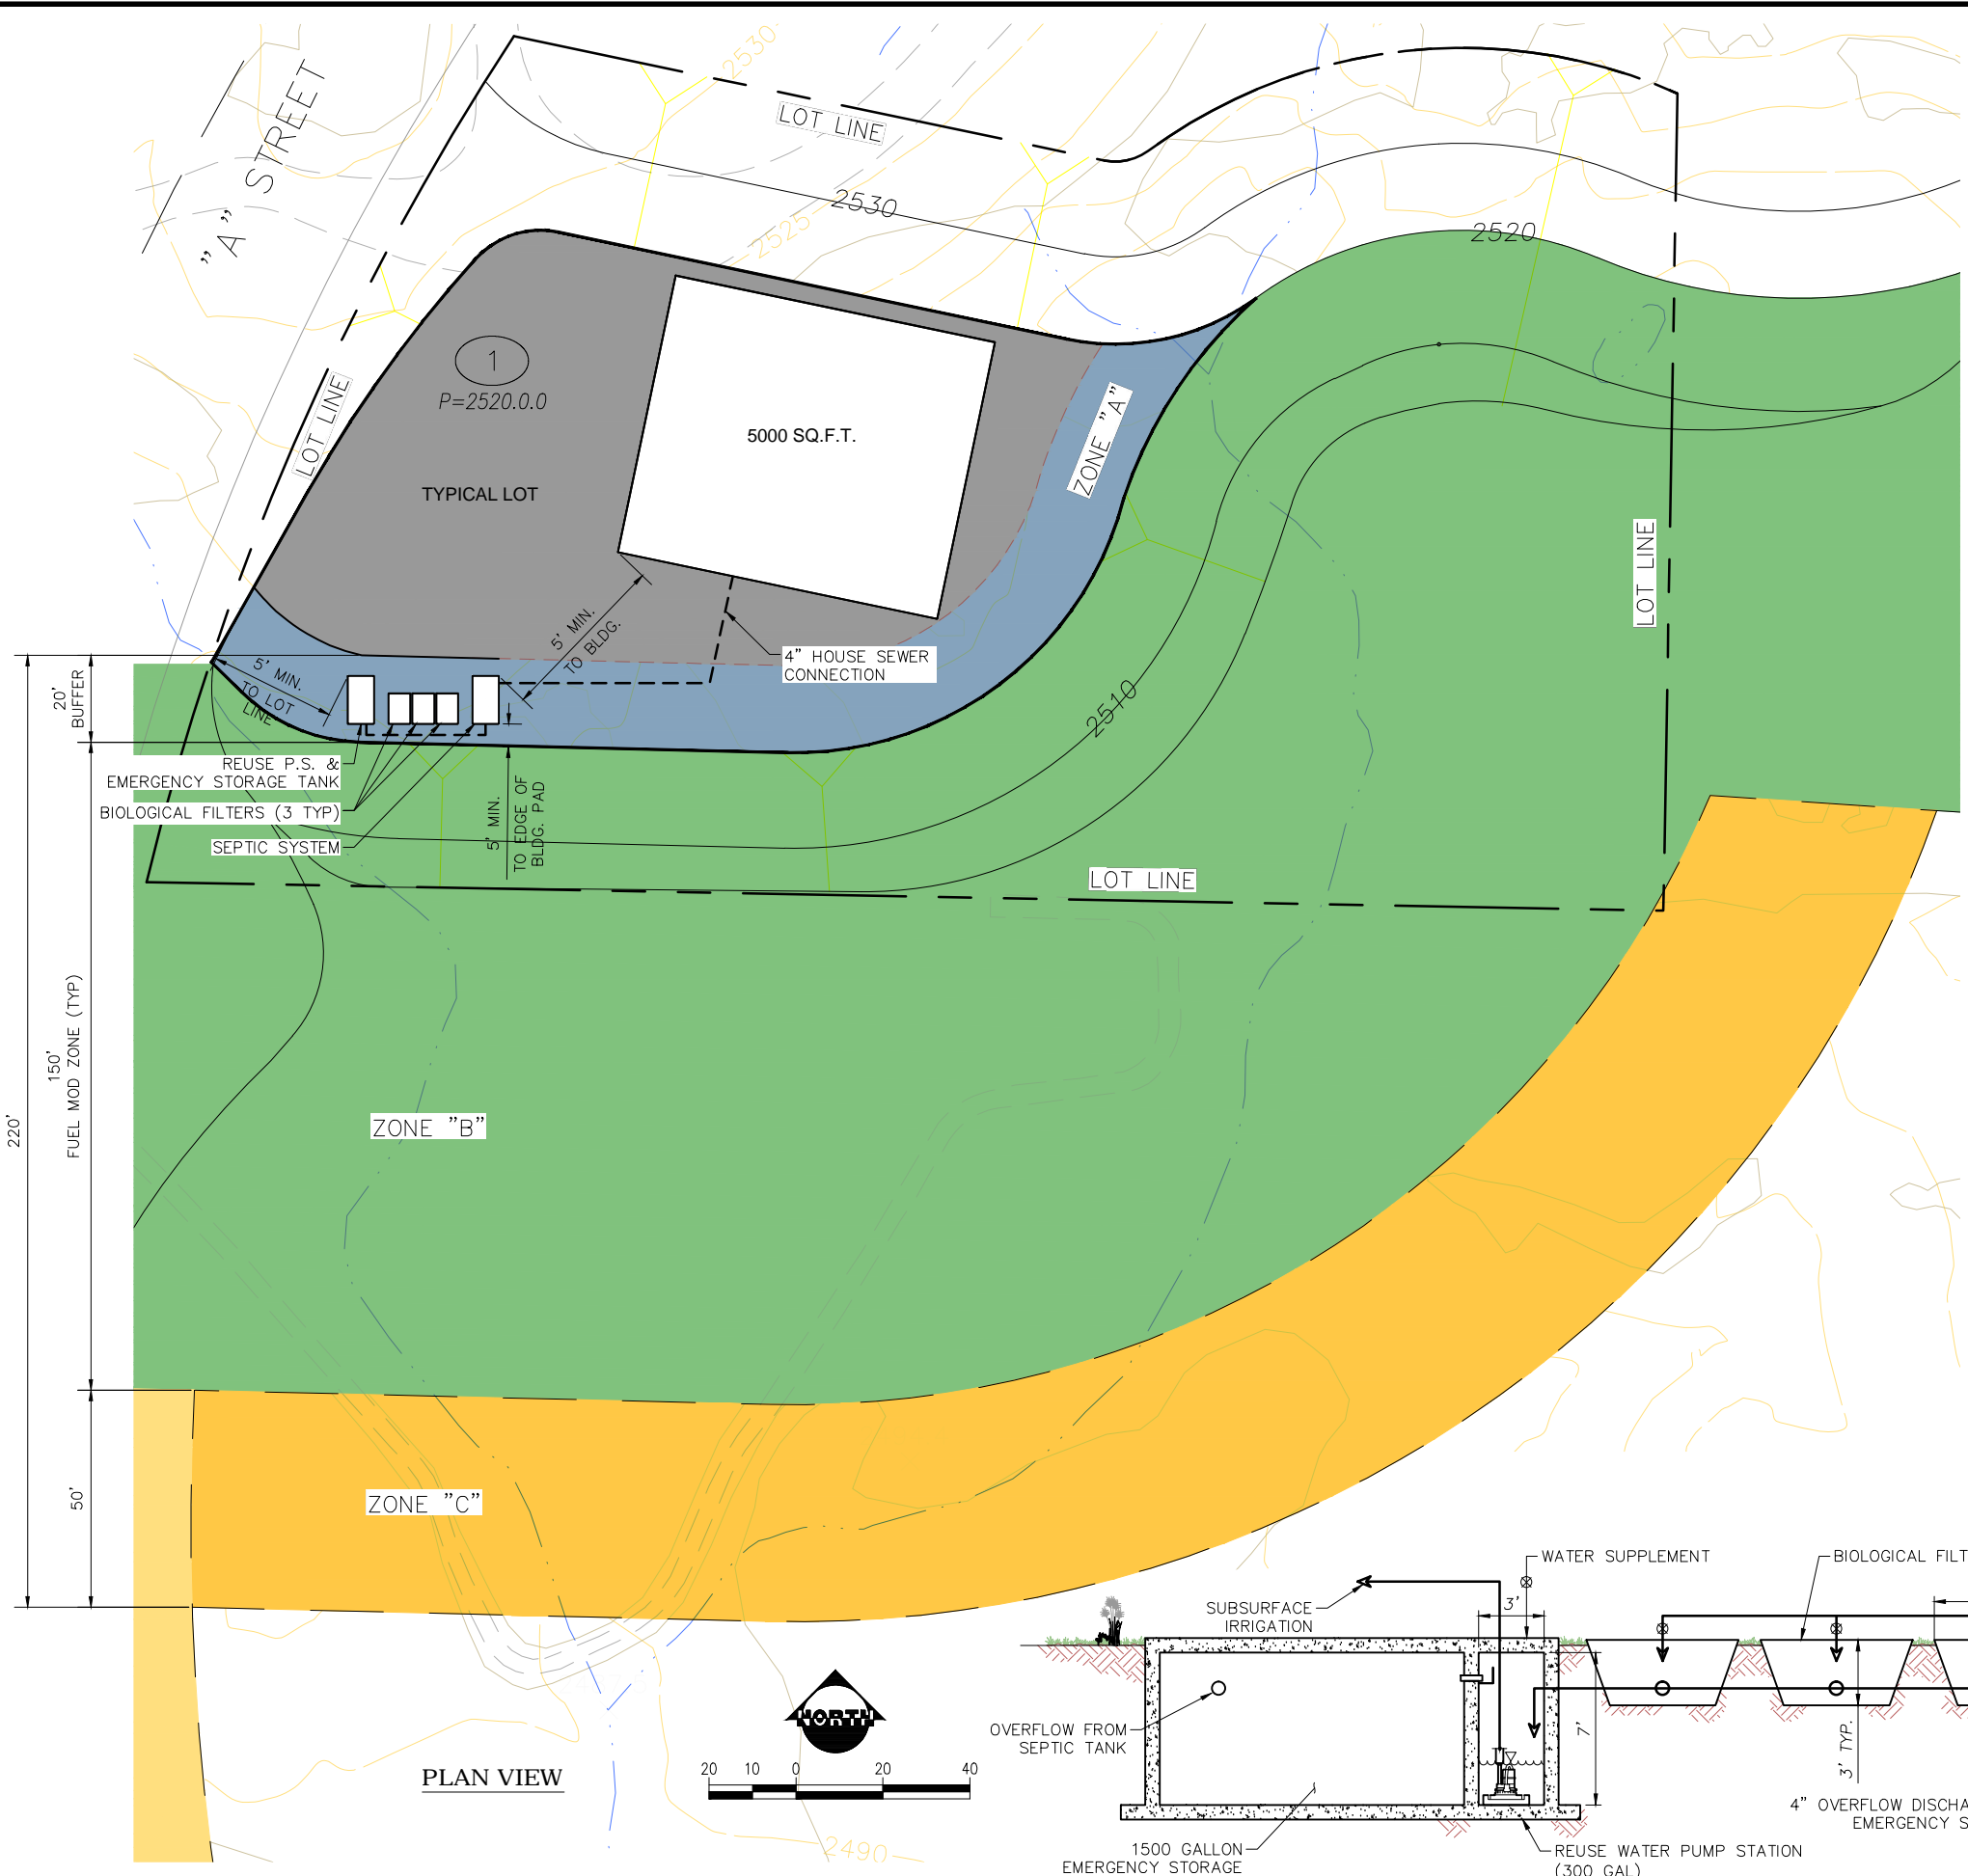 "A" STREET
2530
LOT LINE
2530
2525
2520
1
P=2520.0.0
LOT LINE
5000 SQ.F.T.
ZONE "A"
TYPICAL LOT
LOT LINE
5' MIN.
TO BLDG.
4" HOUSE SEWER
CONNECTION
20'
BUFFER
5' MIN.
TO LOT
LINE
2510
REUSE P.S. &
EMERGENCY STORAGE TANK
BIOLOGICAL FILTERS (3 TYP)
SEPTIC SYSTEM
5' MIN.
TO EDGE OF
BLDG. PAD
LOT LINE
150'
FUEL MOD ZONE (TYP)
220'
ZONE "B"
50'
ZONE "C"
WATER SUPPLEMENT
BIOLOGICAL FILT
SUBSURFACE
IRRIGATION
3'
OVERFLOW FROM
SEPTIC TANK
7'
3' TYP.
NORTH
PLAN VIEW
20 10 0 20 40
2490
1500 GALLON
EMERGENCY STORAGE
4" OVERFLOW DISCHA
EMERGENCY S
REUSE WATER PUMP STATION
(300 GAL)